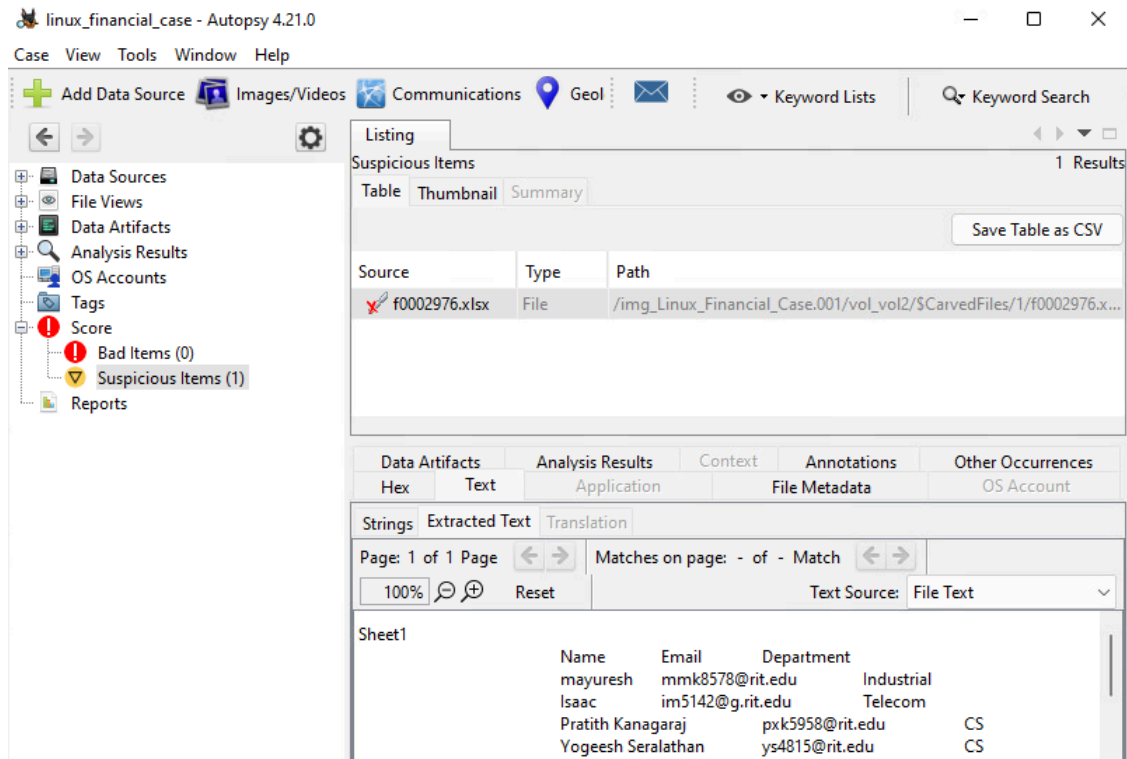 linux_financial_case - Autopsy 4.21.0
Case View Tools Window Help
Add Data Source Images/Videos Communications Geol Keyword Lists Keyword Search
Listing
Suspicious Items 1 Results
Table Thumbnail Summary
Save Table as CSV
Source Type Path
f0002976.xlsx File /img_Linux_Financial_Case.001/vol_vol2/$CarvedFiles/1/f0002976.x...
Data Sources
File Views
Data Artifacts
Analysis Results
OS Accounts
Tags
Score
Bad Items (0)
Suspicious Items (1)
Reports
Data Artifacts Analysis Results Context Annotations Other Occurrences
Hex Text Application File Metadata OS Account
Strings Extracted Text Translation
Page: 1 of 1 Page Matches on page: - of - Match
100% Reset Text Source: File Text
Sheet1
Name Email Department
mayuresh mmk8578@rit.edu Industrial
Isaac im5142@g.rit.edu Telecom
Pratith Kanagaraj pxk5958@rit.edu CS
Yogeesh Seralathan ys4815@rit.edu CS